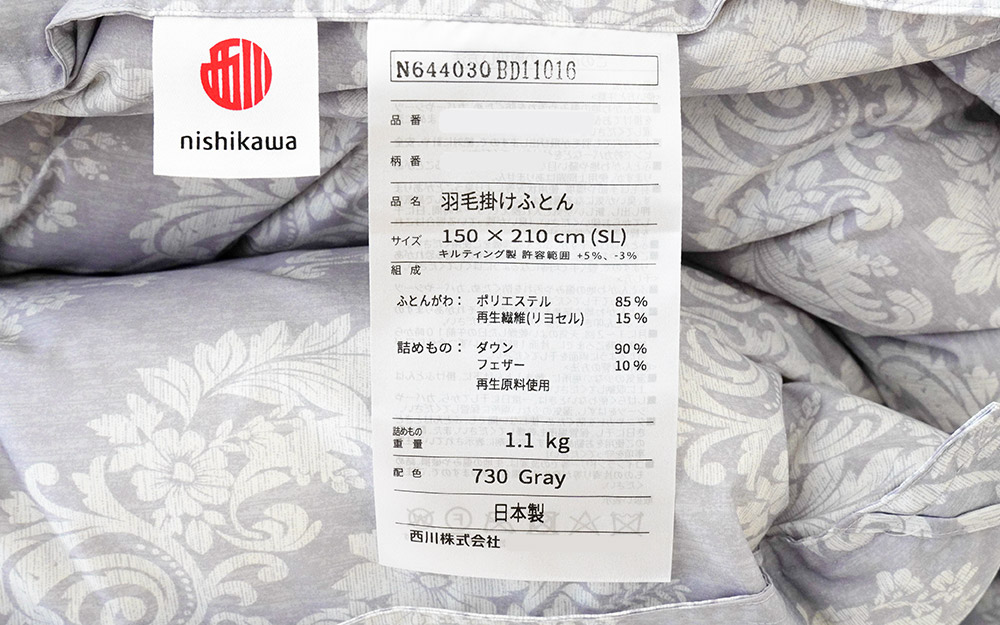 西川
nishikawa
N644030 BD11016
品番
柄番
品名 羽毛掛けふとん
サイズ 150 × 210 cm (SL)
キルティング製 許容範囲 +5%、-3%
組成
ふとんがわ： ポリエステル 85%
再生繊維(リヨセル) 15%
詰めもの： ダウン 90%
フェザー 10%
再生原料使用
詰めもの重量 1.1 kg
配色 730 Gray
日本製
西川株式会社